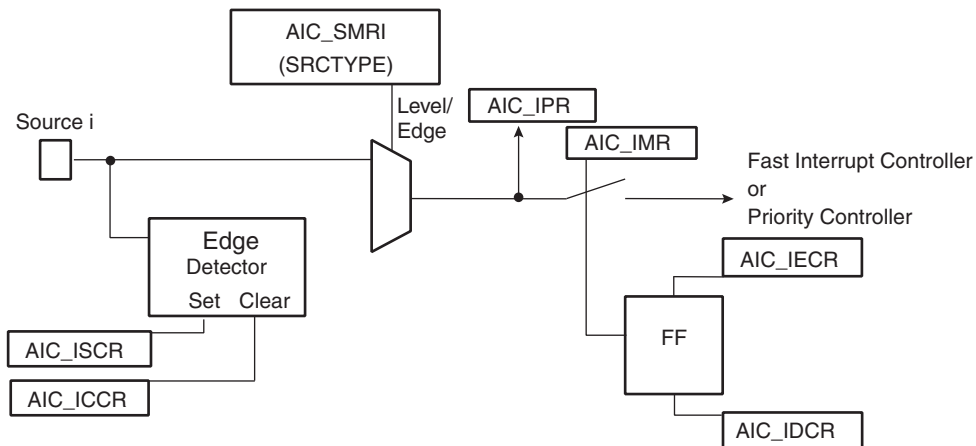 AIC_SMRI
(SRCTYPE)
Level/
Edge
Source i
AIC_IPR
AIC_IMR
Fast Interrupt Controller
or
Priority Controller
Edge
Detector
Set Clear
AIC_IECR
FF
AIC_ISCR
AIC_ICCR
AIC_IDCR